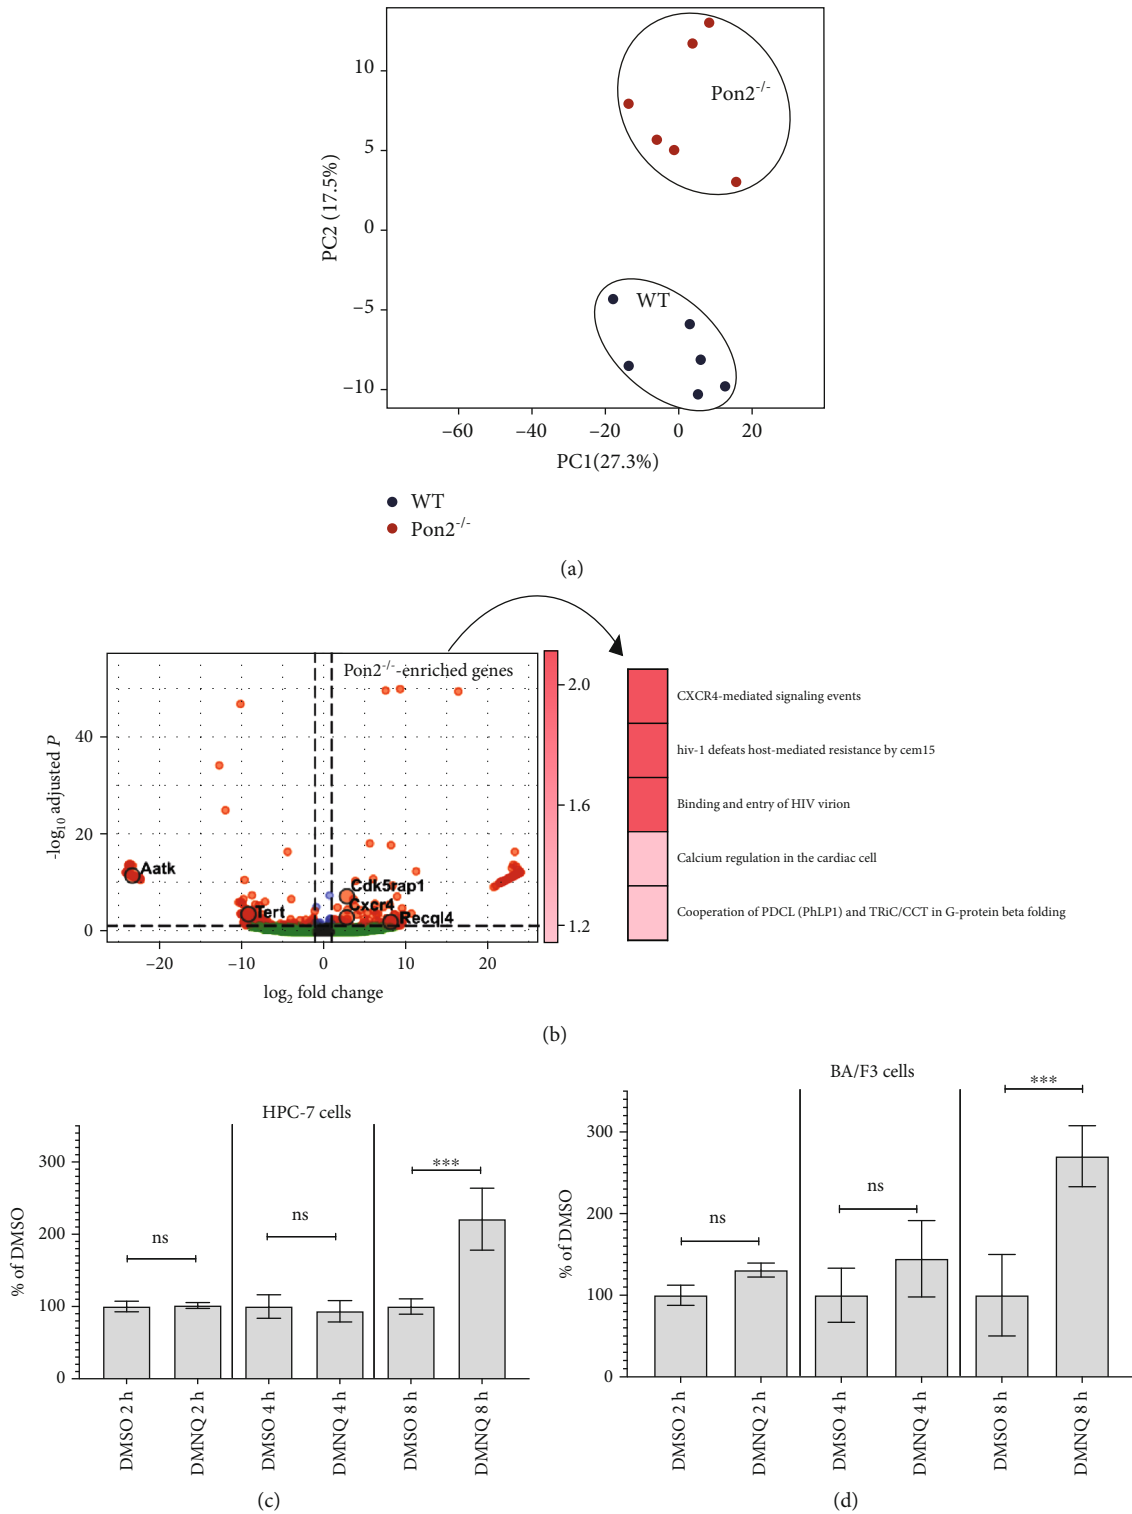 10
5
0
−5
−10
PC2 (17.5%)
Pon2-/-
WT
−60
−40
−20
0
20
PC1(27.3%)
WT
Pon2-/-
(a)
Pon2-/--enriched genes
40
20
0
-log10 adjusted P
Aatk
Tert
Cdk5rap1
Cxcr4
Recql4
−20
−10
0
10
20
log2 fold change
2.0
1.6
1.2
CXCR4-mediated signaling events
hiv-1 defeats host-mediated resistance by cem15
Binding and entry of HIV virion
Calcium regulation in the cardiac cell
Cooperation of PDCL (PhLP1) and TRiC/CCT in G-protein beta folding
(b)
HPC-7 cells
300
200
100
0
% of DMSO
ns
ns
***
DMSO 2 h
DMNQ 2 h
DMSO 4 h
DMNQ 4 h
DMSO 8 h
DMNQ 8 h
(c)
BA/F3 cells
300
200
100
0
% of DMSO
ns
ns
***
DMSO 2 h
DMNQ 2 h
DMSO 4 h
DMNQ 4 h
DMSO 8 h
DMNQ 8 h
(d)